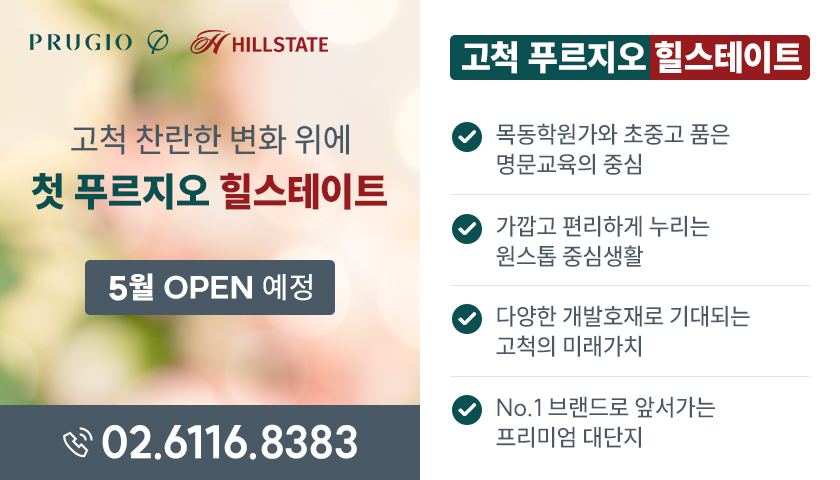 PRUGIO HILLSTATE
고척 찬란한 변화 위에
첫 푸르지오 힐스테이트
5월 OPEN 예정
02.6116.8383
고척 푸르지오 힐스테이트
목동학원가와 초중고 품은
명문교육의 중심
가깝고 편리하게 누리는
원스톱 중심생활
다양한 개발호재로 기대되는
고척의 미래가치
No.1 브랜드로 앞서가는
프리미엄 대단지